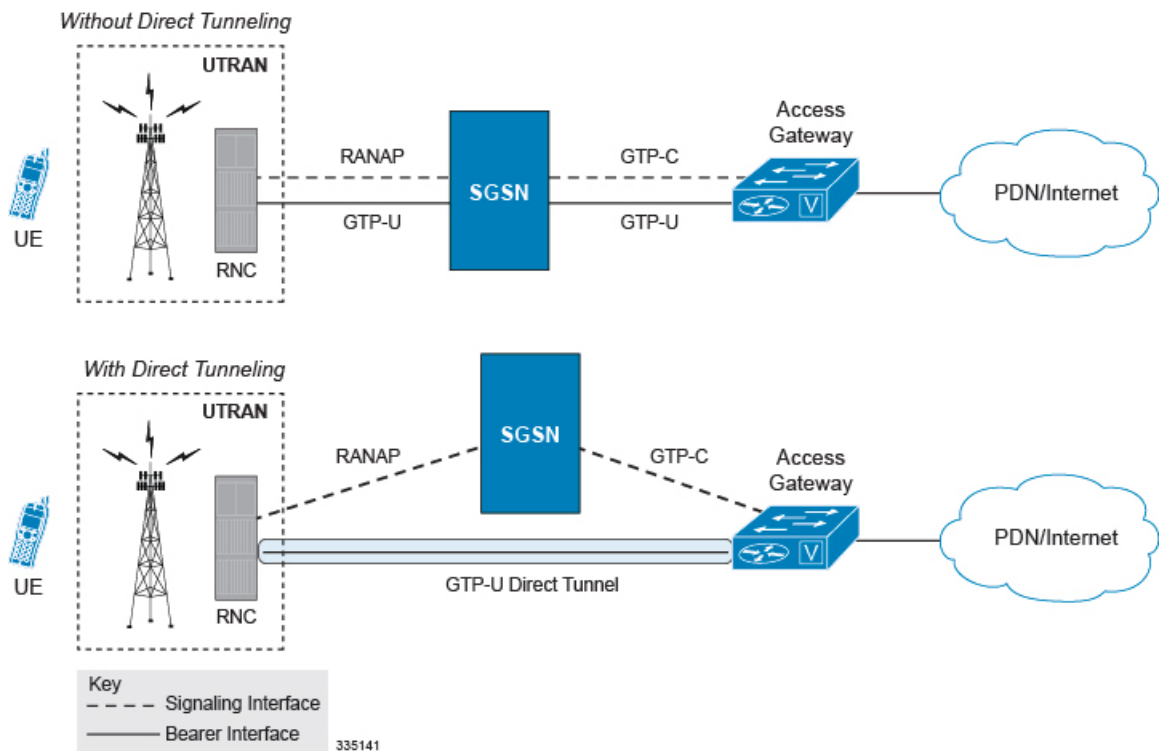 Without Direct Tunneling
UTRAN
UE
RNC
RANAP
GTP-U
SGSN
GTP-C
GTP-U
Access
Gateway
V
PDN/Internet
With Direct Tunneling
UTRAN
UE
RNC
RANAP
SGSN
GTP-C
GTP-U Direct Tunnel
Access
Gateway
V
PDN/Internet
Key
Signaling Interface
Bearer Interface
335141